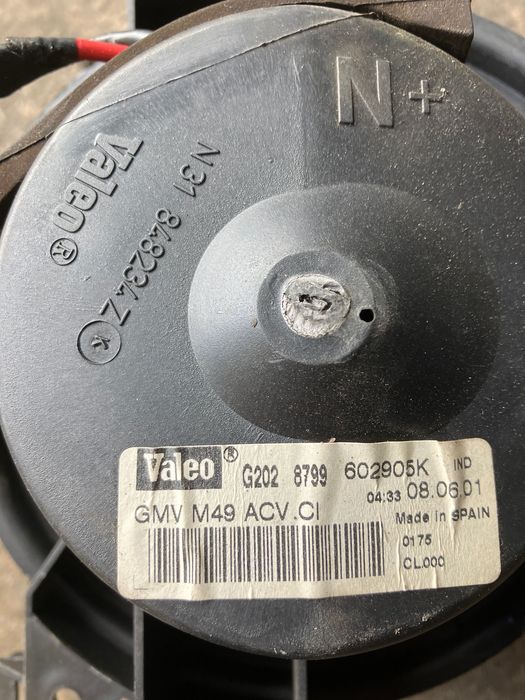 N+
Valeo®
N31 848234Z K
Valeo® G202 8799 602905K IND
04:33 08.06.01
GMV M49 ACV.CI
Made in SPAIN
0175
CL000